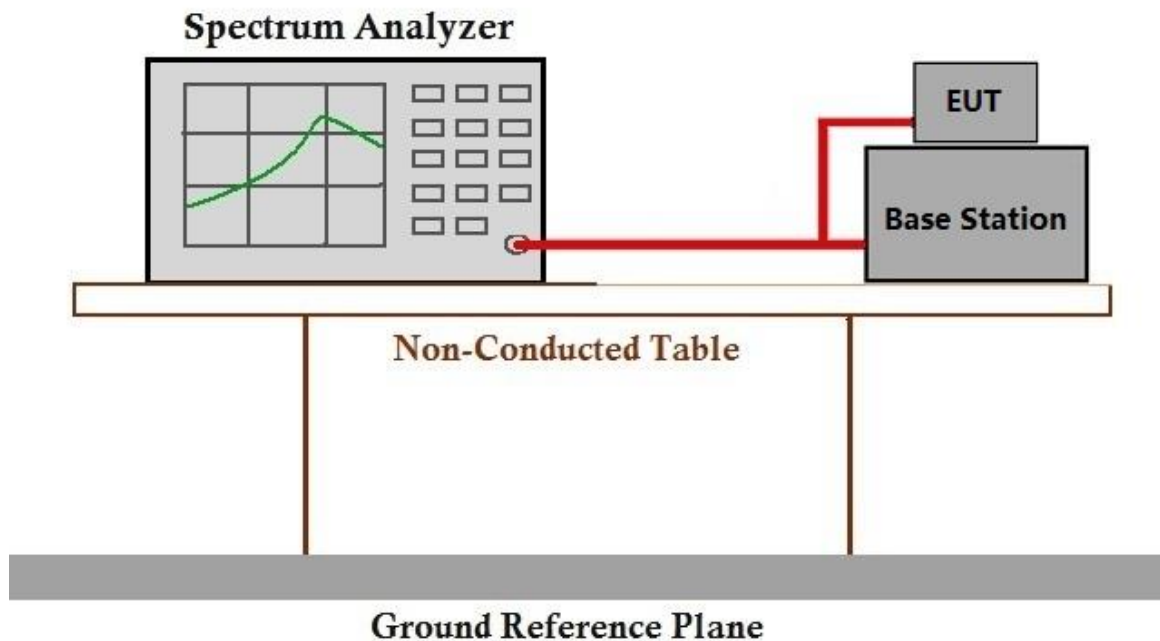 Spectrum Analyzer
EUT
Base Station
Non-Conducted Table
Ground Reference Plane